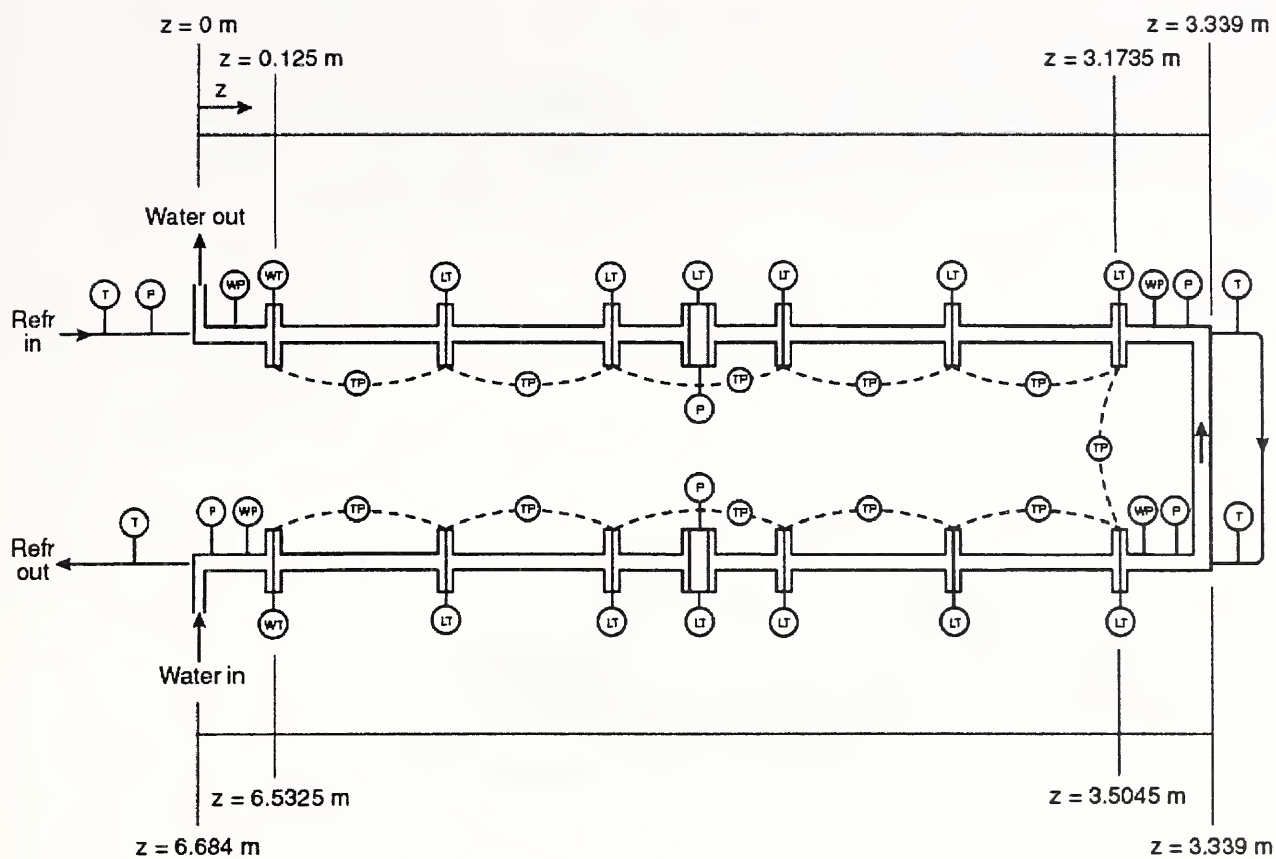 z = 0 m
z = 3.339 m
z = 0.125 m
z = 3.1735 m
z
Water out
WP
WT
LT
LT
LT
LT
LT
LT
WP
P
T
T
P
Refr
in
TP
TP
TP
TP
TP
P
TP
P
T
P
WP
TP
TP
TP
TP
TP
WP
P
T
Refr
out
WT
LT
LT
LT
LT
LT
LT
Water in
z = 6.5325 m
z = 3.5045 m
z = 6.684 m
z = 3.339 m